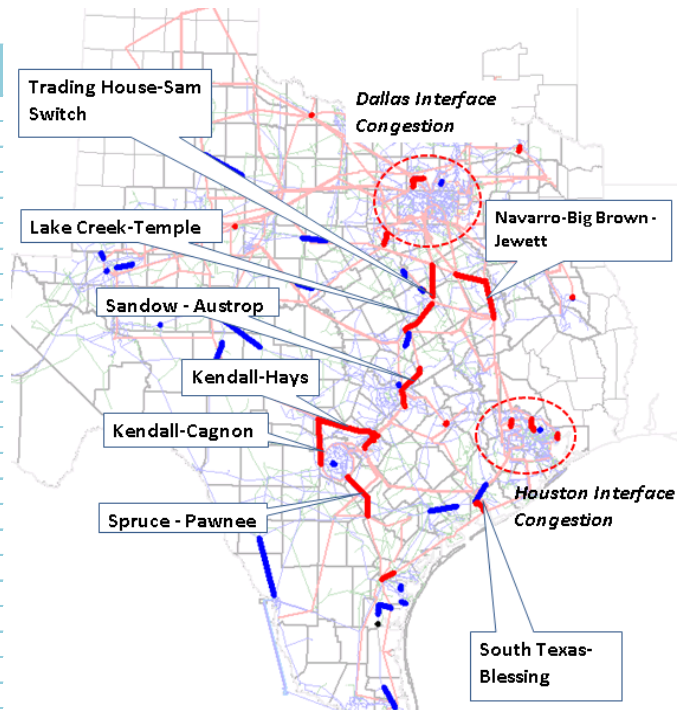 Trading House-Sam
Switch
Dallas Interface
Congestion
Lake Creek-Temple
Navarro-Big Brown -
Jewett
Sandow - Austrop
Kendall-Hays
Kendall-Cagnon
Houston Interface
Congestion
Spruce - Pawnee
South Texas-
Blessing